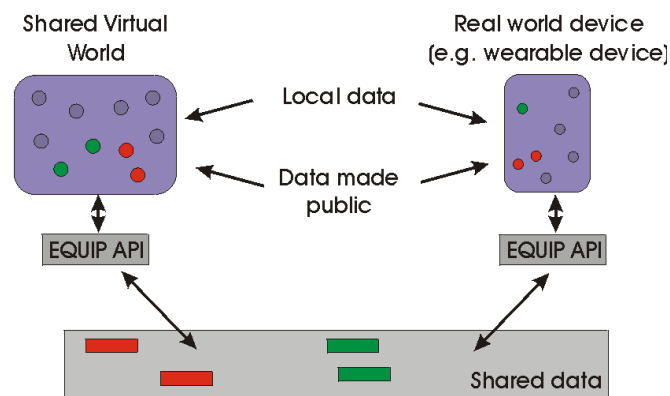 Shared Virtual
World
Real world device
(e.g. wearable device)
Local data
Data made
public
EQUIP API
EQUIP API
Shared data